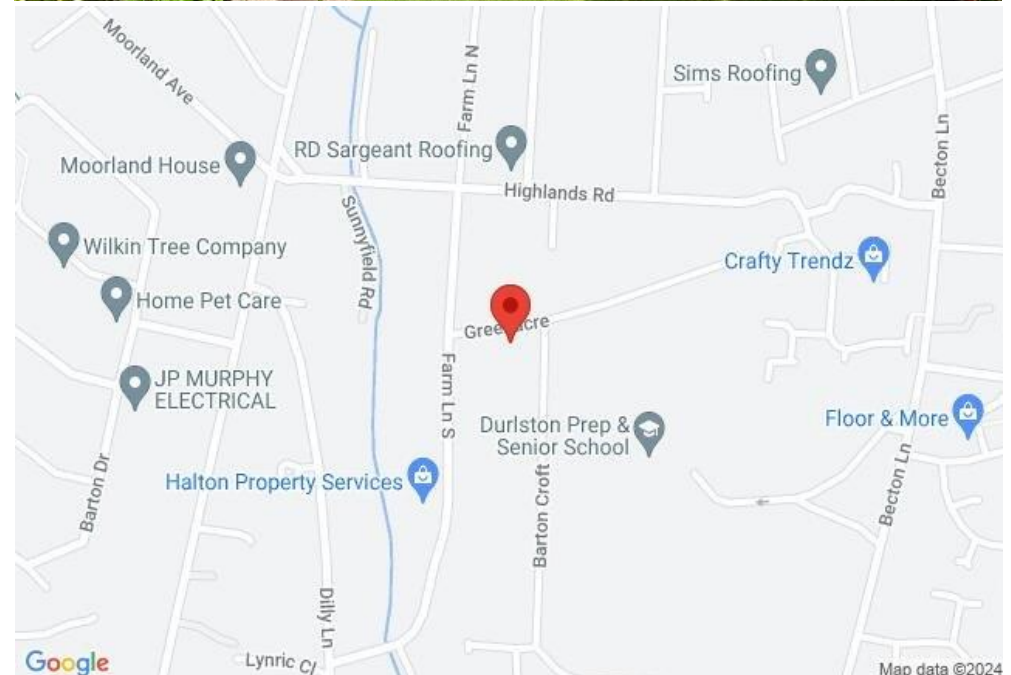 Moorland Ave
Farm Ln N
Sims Roofing
Becton Ln
RD Sargeant Roofing
Moorland House
Highlands Rd
Sunnyfield Rd
Wilkin Tree Company
Crafty Trendz
Home Pet Care
Greenacre
JP MURPHY
ELECTRICAL
Farm Ln S
Durlston Prep &
Senior School
Floor & More
Halton Property Services
Barton Dr
Barton Croft
Becton Ln
Dilly Ln
Lynric Cl
Google
Map data ©2024